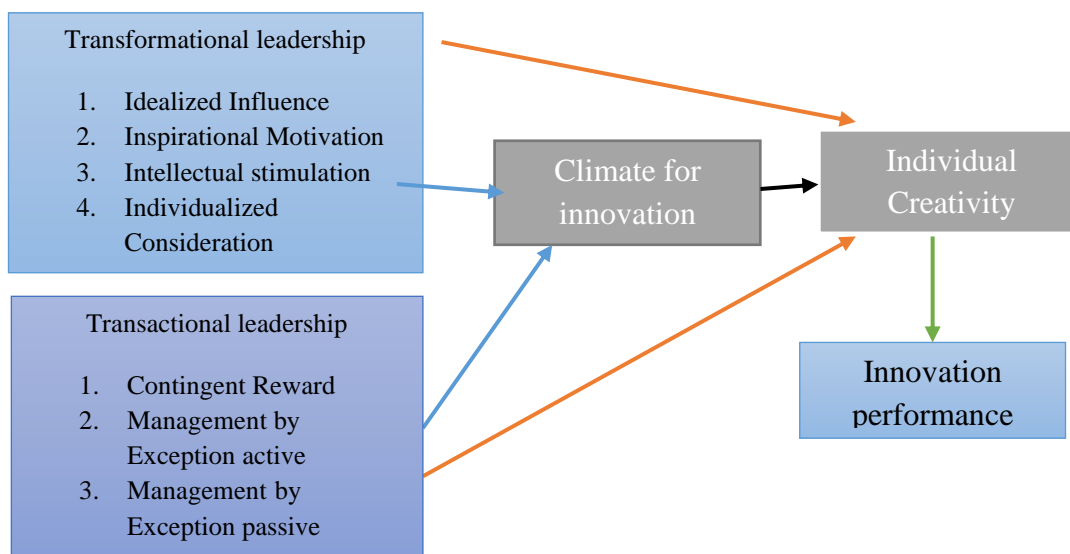 Transformational leadership
1. Idealized Influence
2. Inspirational Motivation
3. Intellectual stimulation
4. Individualized
Consideration
Climate for
innovation
Individual
Creativity
Transactional leadership
1. Contingent Reward
2. Management by
Exception active
3. Management by
Exception passive
Innovation
performance